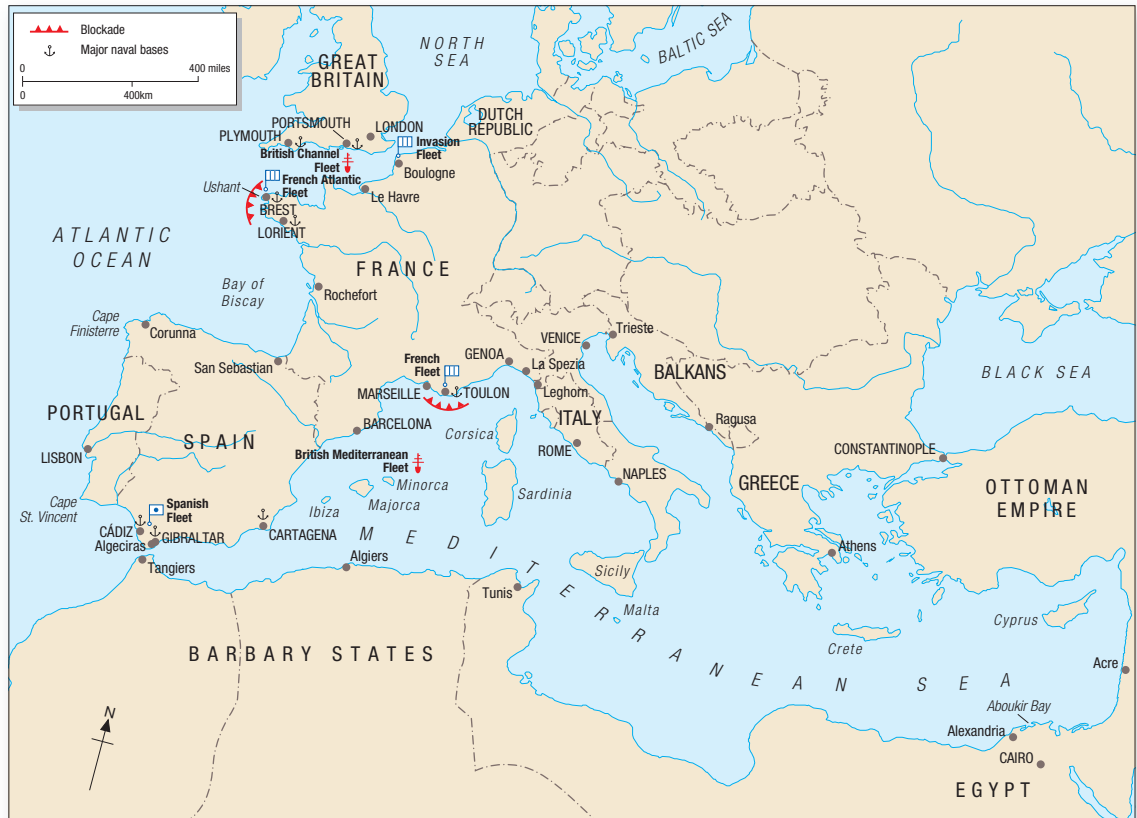 Blockade
Major naval bases
0
400 miles
0
400km
NORTH
SEA
BALTIC SEA
GREAT
BRITAIN
DUTCH
REPUBLIC
PORTSMOUTH
PLYMOUTH
LONDON
Invasion
Fleet
British Channel
Fleet
Boulogne
French Atlantic
Fleet
Ushant
Le Havre
BREST
LORIENT
ATLANTIC
OCEAN
FRANCE
Bay of
Biscay
Rochefort
Cape
Finisterre
Corunna
San Sebastian
VENICE
Trieste
GENOA
La Spezia
French
Fleet
MARSEILLE
TOULON
Leghorn
BALKANS
BLACK SEA
PORTUGAL
SPAIN
BARCELONA
Corsica
ITALY
Ragusa
LISBON
ROME
CONSTANTINOPLE
British Mediterranean
Fleet
Minorca
Majorca
Ibiza
Sardinia
NAPLES
GREECE
OTTOMAN
EMPIRE
Cape
St. Vincent
Spanish
Fleet
CÁDIZ
GIBRALTAR
Algeciras
CARTAGENA
Tangiers
Algiers
Athens
MEDITERRANEAN SEA
Sicily
Tunis
Malta
Cyprus
Crete
BARBARY STATES
Acre
Aboukir Bay
Alexandria
CAIRO
N
EGYPT